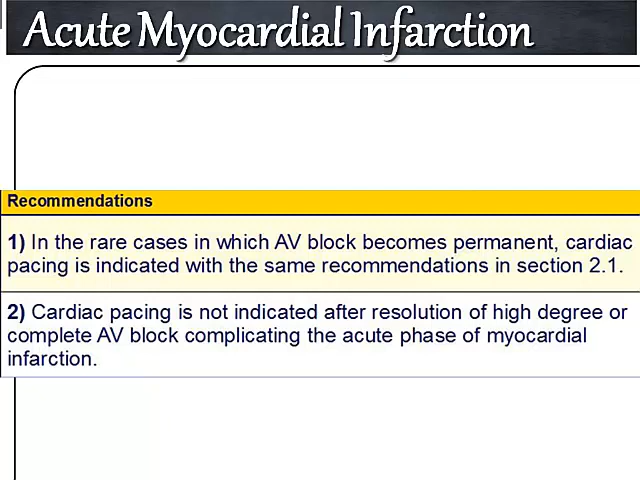 Acute Myocardial Infarction
Recommendations
1) In the rare cases in which AV block becomes permanent, cardiac
pacing is indicated with the same recommendations in section 2.1.
2) Cardiac pacing is not indicated after resolution of high degree or
complete AV block complicating the acute phase of myocardial
infarction.